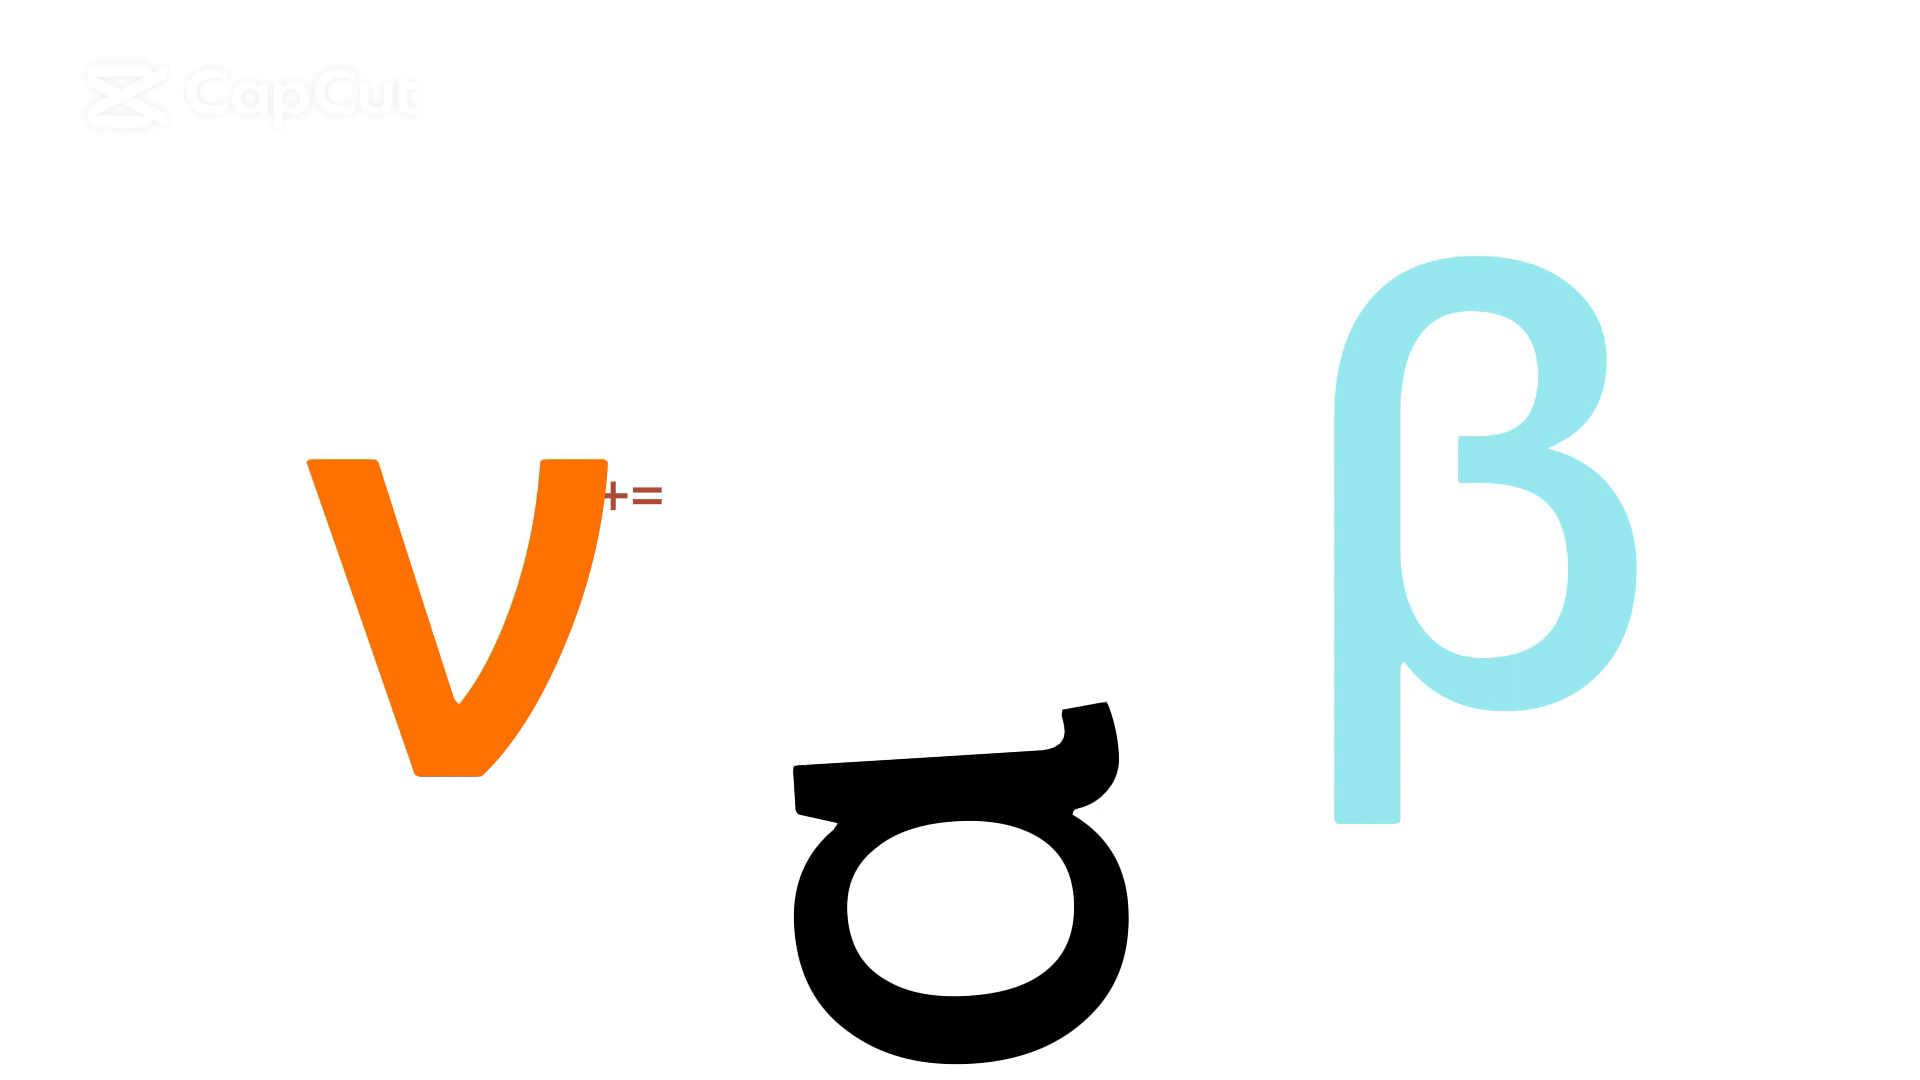 CapCut
ν += α β